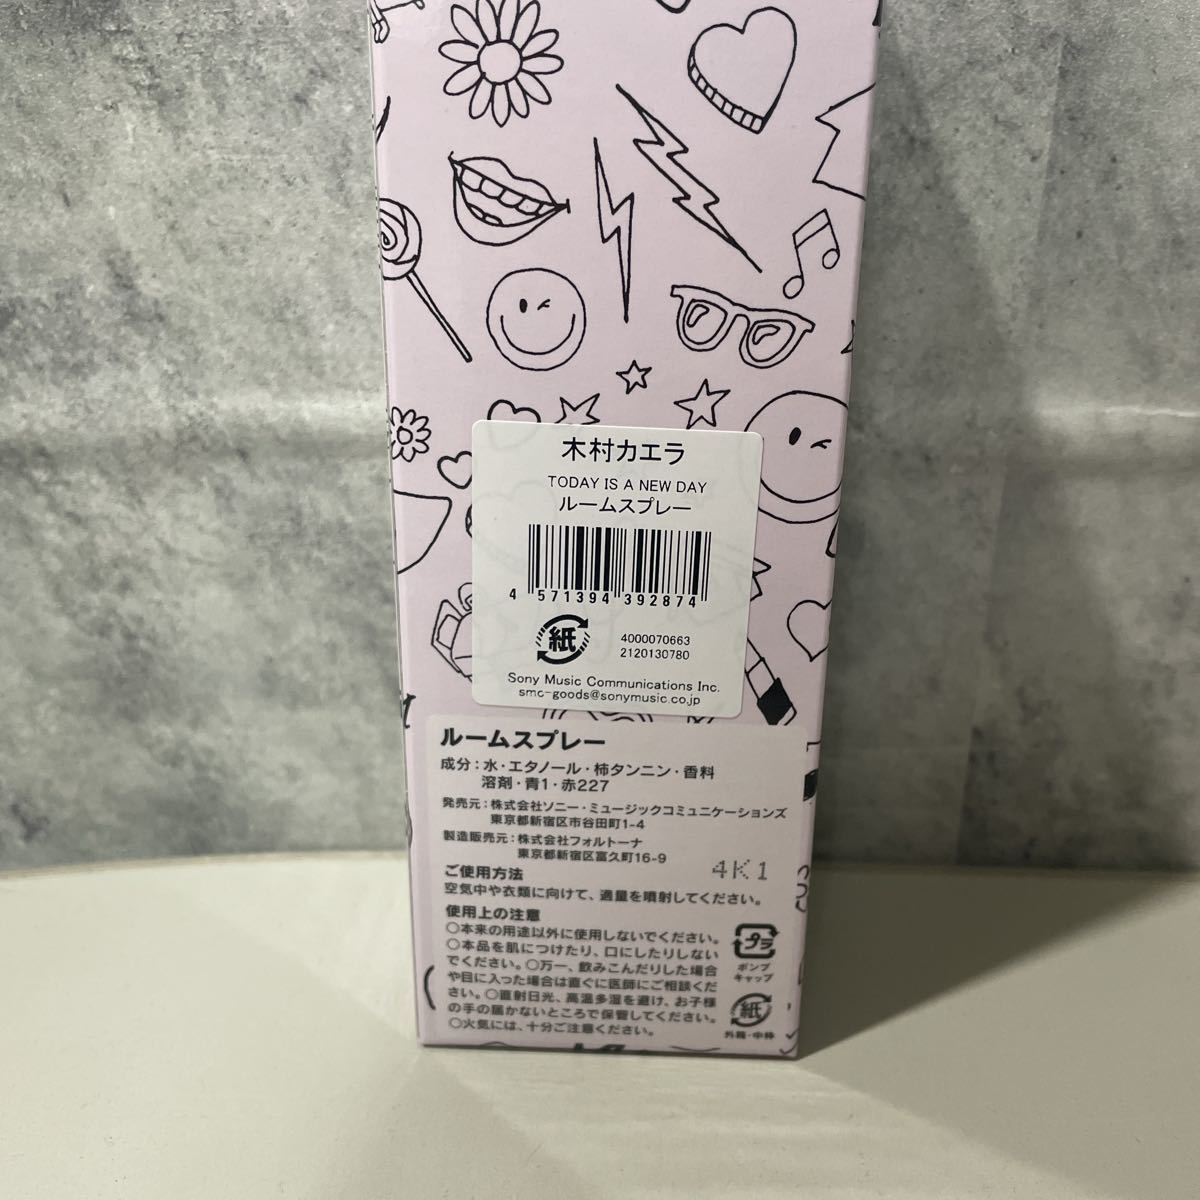 木村カエラ
TODAY IS A NEW DAY
ルームスプレー
4 571394 392874
紙
4000070663
2120130780
Sony Music Communications Inc.
smc-goods@sonymusic.co.jp
ルームスプレー
成分：水・エタノール・柿タンニン・香料
溶剤・青1・赤227
発売元：株式会社ソニー・ミュージックコミュニケーションズ
東京都新宿区市谷田町1-4
製造販売元：株式会社フォルトーナ
東京都新宿区富久町16-9
4K1
ご使用方法
空気中や衣類に向けて、適量を噴射してください。
使用上の注意
○本来の用途以外に使用しないでください。
○本品を肌につけたり、口にしたりしない
でください。○万一、飲みこんだりした場合
や目に入った場合は直ぐに医師にご相談くだ
さい。○直射日光、高温多湿を避け、お子様
の手の届かないところで保管してください。
○火気には、十分ご注意ください。
プラ
ポンプ
キャップ
紙
外箱・中枠